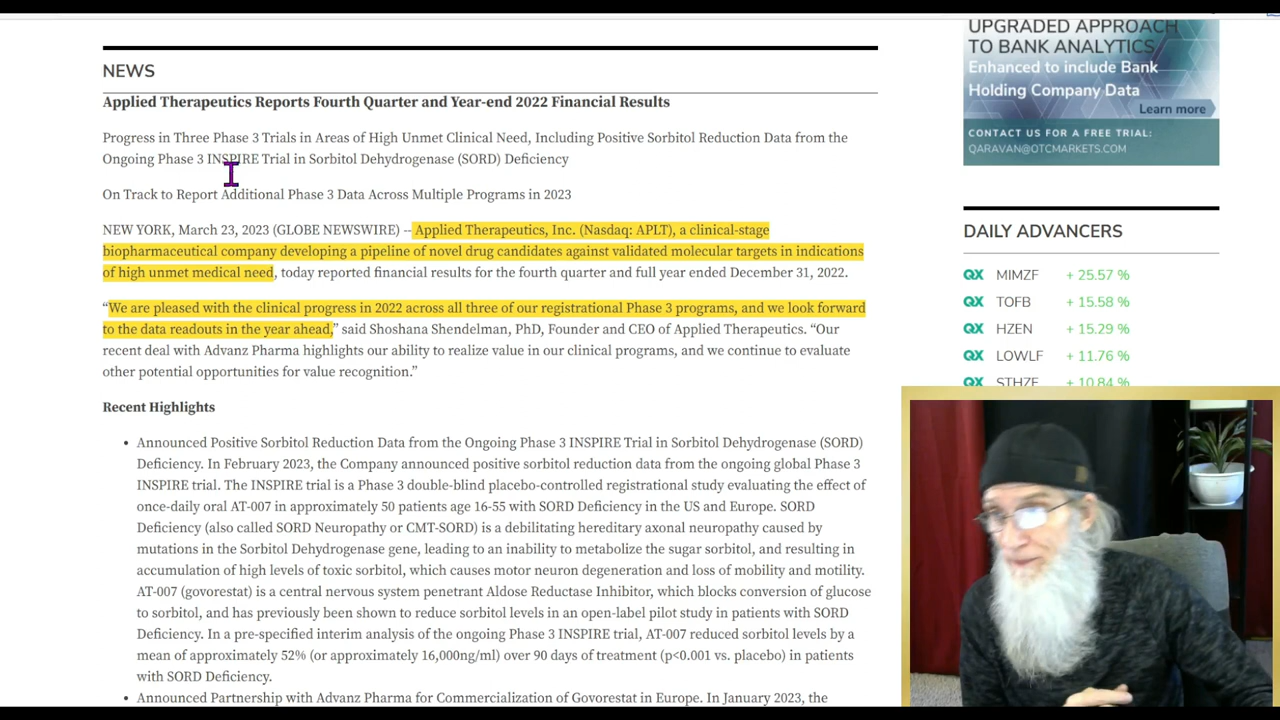 NEWS
Applied Therapeutics Reports Fourth Quarter and Year-end 2022 Financial Results
Progress in Three Phase 3 Trials in Areas of High Unmet Clinical Need, Including Positive Sorbitol Reduction Data from the
Ongoing Phase 3 INSPIRE Trial in Sorbitol Dehydrogenase (SORD) Deficiency
On Track to Report Additional Phase 3 Data Across Multiple Programs in 2023
NEW YORK, March 23, 2023 (GLOBE NEWSWIRE) -- Applied Therapeutics, Inc. (Nasdaq: APLT), a clinical-stage
biopharmaceutical company developing a pipeline of novel drug candidates against validated molecular targets in indications
of high unmet medical need, today reported financial results for the fourth quarter and full year ended December 31, 2022.
“We are pleased with the clinical progress in 2022 across all three of our registrational Phase 3 programs, and we look forward
to the data readouts in the year ahead,” said Shoshana Shendelman, PhD, Founder and CEO of Applied Therapeutics. “Our
recent deal with Advanz Pharma highlights our ability to realize value in our clinical programs, and we continue to evaluate
other potential opportunities for value recognition.”
Recent Highlights
• Announced Positive Sorbitol Reduction Data from the Ongoing Phase 3 INSPIRE Trial in Sorbitol Dehydrogenase (SORD)
Deficiency. In February 2023, the Company announced positive sorbitol reduction data from the ongoing global Phase 3
INSPIRE trial. The INSPIRE trial is a Phase 3 double-blind placebo-controlled registrational study evaluating the effect of
once-daily oral AT-007 in approximately 50 patients age 16-55 with SORD Deficiency in the US and Europe. SORD
Deficiency (also called SORD Neuropathy or CMT-SORD) is a debilitating hereditary axonal neuropathy caused by
mutations in the Sorbitol Dehydrogenase gene, leading to an inability to metabolize the sugar sorbitol, and resulting in
accumulation of high levels of toxic sorbitol, which causes motor neuron degeneration and loss of mobility and motility.
AT-007 (govorestat) is a central nervous system penetrant Aldose Reductase Inhibitor, which blocks conversion of glucose
to sorbitol, and has previously been shown to reduce sorbitol levels in an open-label pilot study in patients with SORD
Deficiency. In a pre-specified interim analysis of the ongoing Phase 3 INSPIRE trial, AT-007 reduced sorbitol levels by a
mean of approximately 52% (or approximately 16,000ng/ml) over 90 days of treatment (p<0.001 vs. placebo) in patients
with SORD Deficiency.
• Announced Partnership with Advanz Pharma for Commercialization of Govorestat in Europe. In January 2023, the
UPGRADED APPROACH
TO BANK ANALYTICS
Enhanced to include Bank
Holding Company Data
Learn more
CONTACT US FOR A FREE TRIAL:
QARAVAN@OTCMARKETS.COM
DAILY ADVANCERS
QX MIMZF + 25.57 %
QX TOFB + 15.58 %
QX HZEN + 15.29 %
QX LOWLF + 11.76 %
QX STHZF + 10.84 %